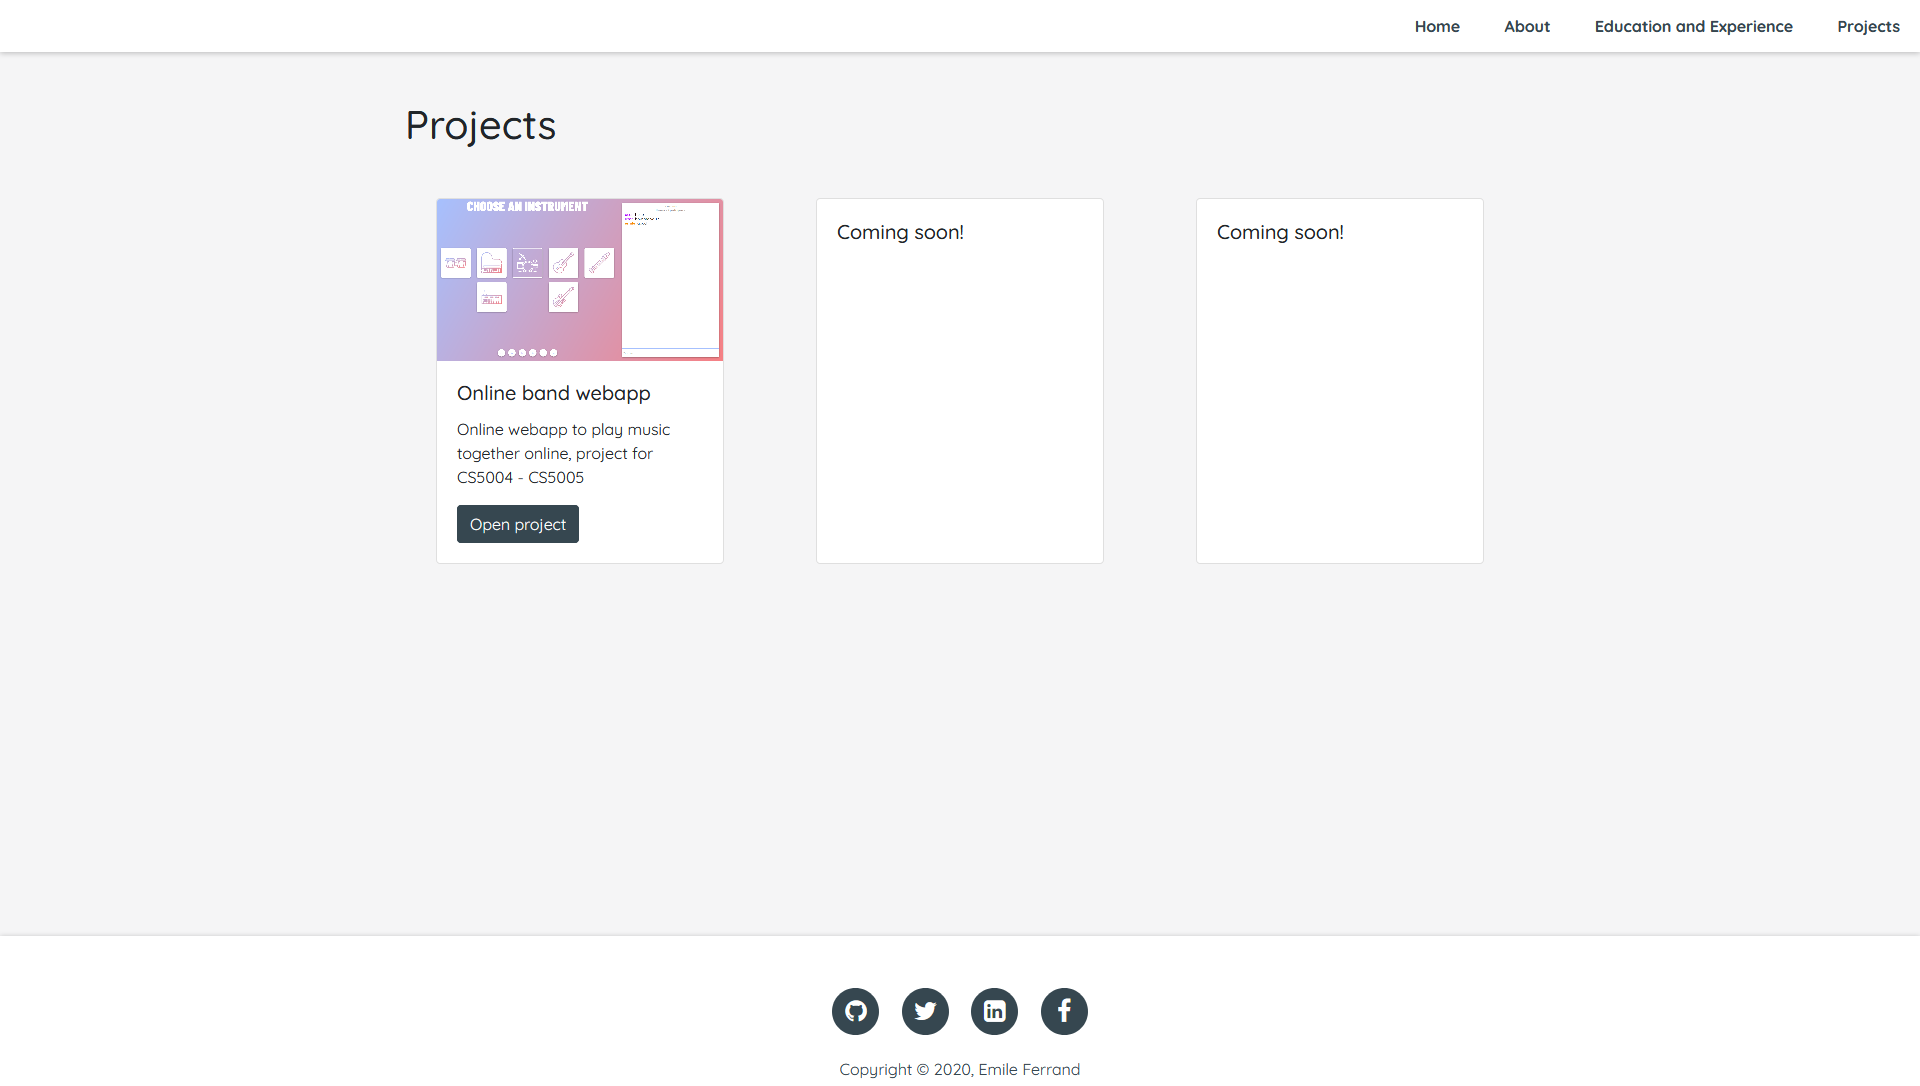 Home About Education and Experience Projects
Projects
CHOOSE AN INSTRUMENT
Online band webapp
Online webapp to play music
together online, project for
CS5004 - CS5005
Open project
Coming soon!
Coming soon!
Copyright © 2020, Emile Ferrand